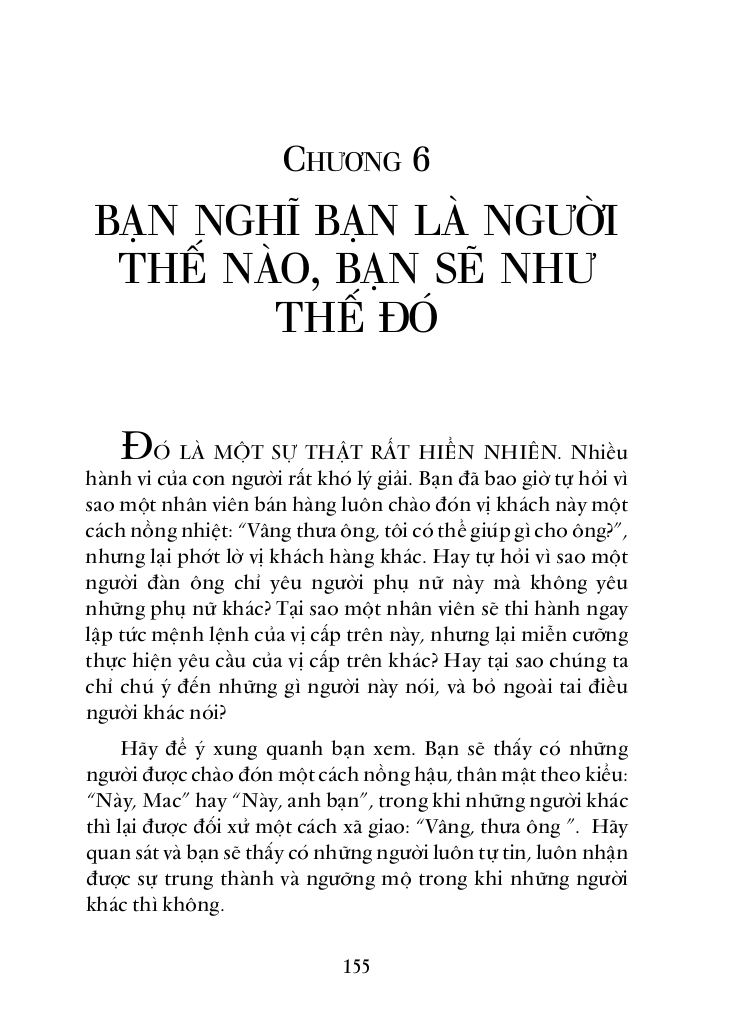 CHƯƠNG 6
BẠN NGHĨ BẠN LÀ NGƯỜI
THẾ NÀO, BẠN SẼ NHƯ
THẾ ĐÓ
ĐÓ LÀ MỘT SỰ THẬT RẤT HIỂN NHIÊN. Nhiều
hành vi của con người rất khó lý giải. Bạn đã bao giờ tự hỏi vì
sao một nhân viên bán hàng luôn chào đón vị khách này một
cách nồng nhiệt: “Vâng thưa ông, tôi có thể giúp gì cho ông?”,
nhưng lại phớt lờ vị khách hàng khác. Hay tự hỏi vì sao một
người đàn ông chỉ yêu người phụ nữ này mà không yêu
những phụ nữ khác? Tại sao một nhân viên sẽ thi hành ngay
lập tức mệnh lệnh của vị cấp trên này, nhưng lại miễn cưỡng
thực hiện yêu cầu của vị cấp trên khác? Hay tại sao chúng ta
chỉ chú ý đến những gì người này nói, và bỏ ngoài tai điều
người khác nói?
Hãy để ý xung quanh bạn xem. Bạn sẽ thấy có những
người được chào đón một cách nồng hậu, thân mật theo kiểu:
“Này, Mac” hay “Này, anh bạn”, trong khi những người khác
thì lại được đối xử một cách xã giao: “Vâng, thưa ông ”.  Hãy
quan sát và bạn sẽ thấy có những người luôn tự tin, luôn nhận
được sự trung thành và ngưỡng mộ trong khi những người
khác thì không.
155